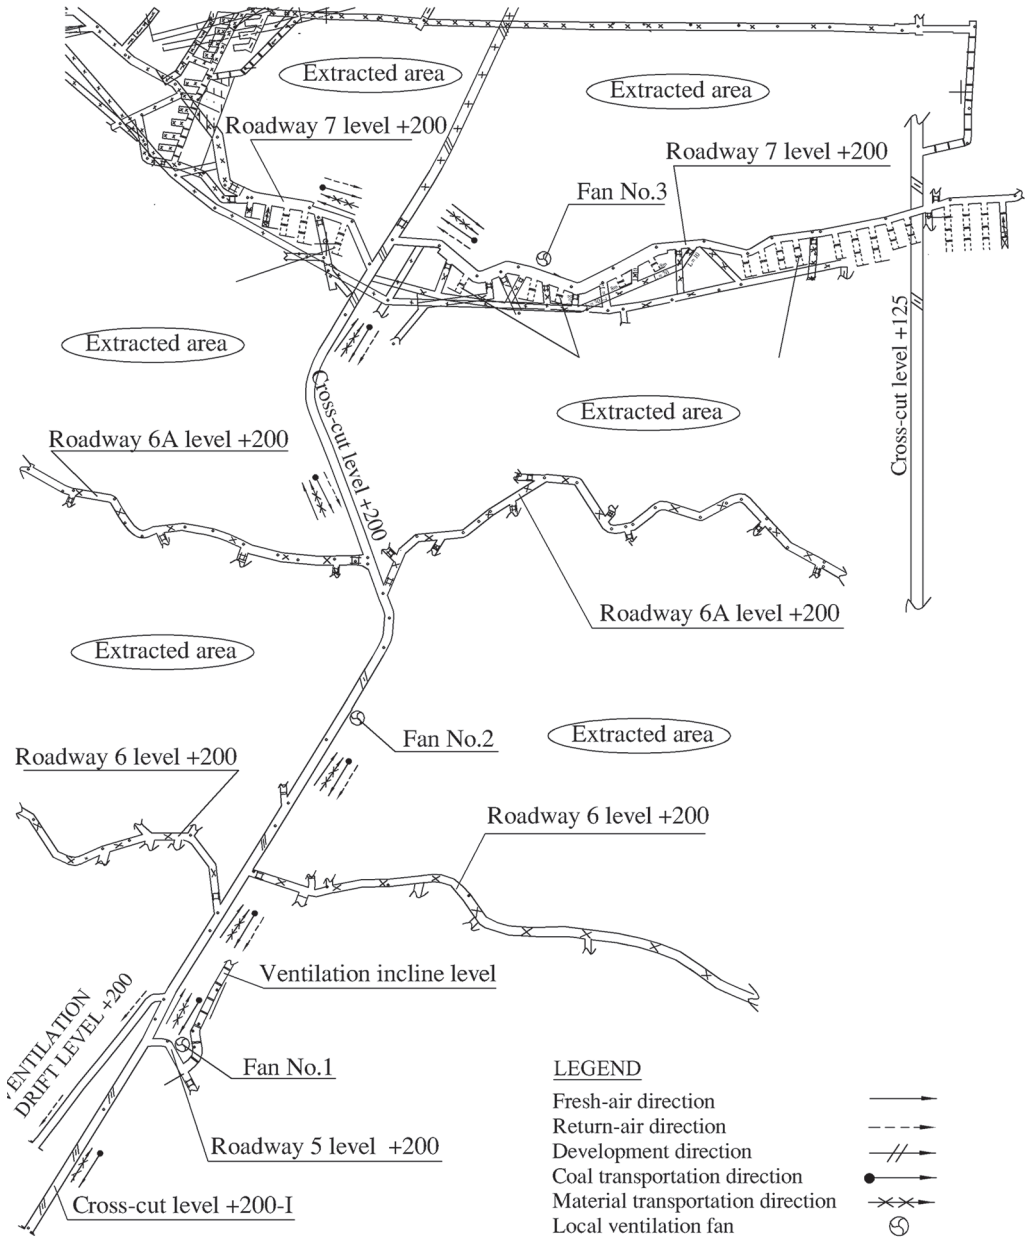 Extracted area
Extracted area
Roadway 7 level +200
Roadway 7 level +200
Fan No.3
Extracted area
Cross-cut level +125
Cross-cut level +200
Extracted area
Roadway 6A level +200
Roadway 6A level +200
Extracted area
Extracted area
Fan No.2
Roadway 6 level +200
Roadway 6 level +200
Ventilation incline level
VENTILATION
DRIFT LEVEL +200
Fan No.1
Roadway 5 level +200
Cross-cut level +200-I
LEGEND
Fresh-air direction
Return-air direction
Development direction
Coal transportation direction
Material transportation direction
Local ventilation fan